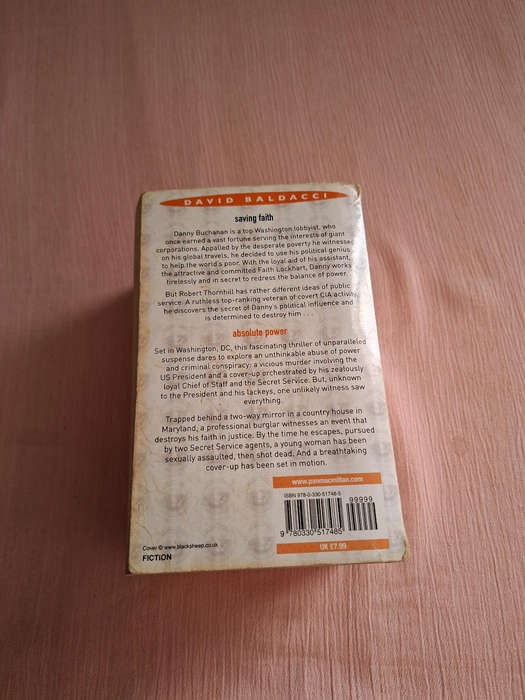 DAVID BALDACCI
saving faith
Danny Buchanan is a top Washington lobbyist, who
once earned a vast fortune serving the interests of giant
corporations. Appalled by the desperate poverty he witnessed
on his global travels, he decided to use his political genius
to help the world's poor. With the loyal aid of his assistant,
the attractive and committed Faith Lockhart, Danny works
tirelessly and in secret to redress the balance of power.
But Robert Thornhill has rather different ideas of public
service. A ruthless top-ranking veteran of covert CIA activity,
he discovers the secret of Danny's political influence and
is determined to destroy him . . .
absolute power
Set in Washington, DC, this fascinating thriller of unparalleled
suspense dares to explore an unthinkable abuse of power
and criminal conspiracy: a vicious murder involving the
US President and a cover-up orchestrated by his zealously
loyal Chief of Staff and the Secret Service. But, unknown
to the President and his lackeys, one unlikely witness saw
everything.
Trapped behind a two-way mirror in a country house in
Maryland, a professional burglar witnesses an event that
destroys his faith in justice. By the time he escapes, pursued
by two Secret Service agents, a young woman has been
sexually assaulted, then shot dead. And a breathtaking
cover-up has been set in motion.
www.panmacmillan.com
ISBN 978-0-330-51748-5
99999
9 780330 517485
Cover © www.blacksheep.co.uk
FICTION
UK £7.99